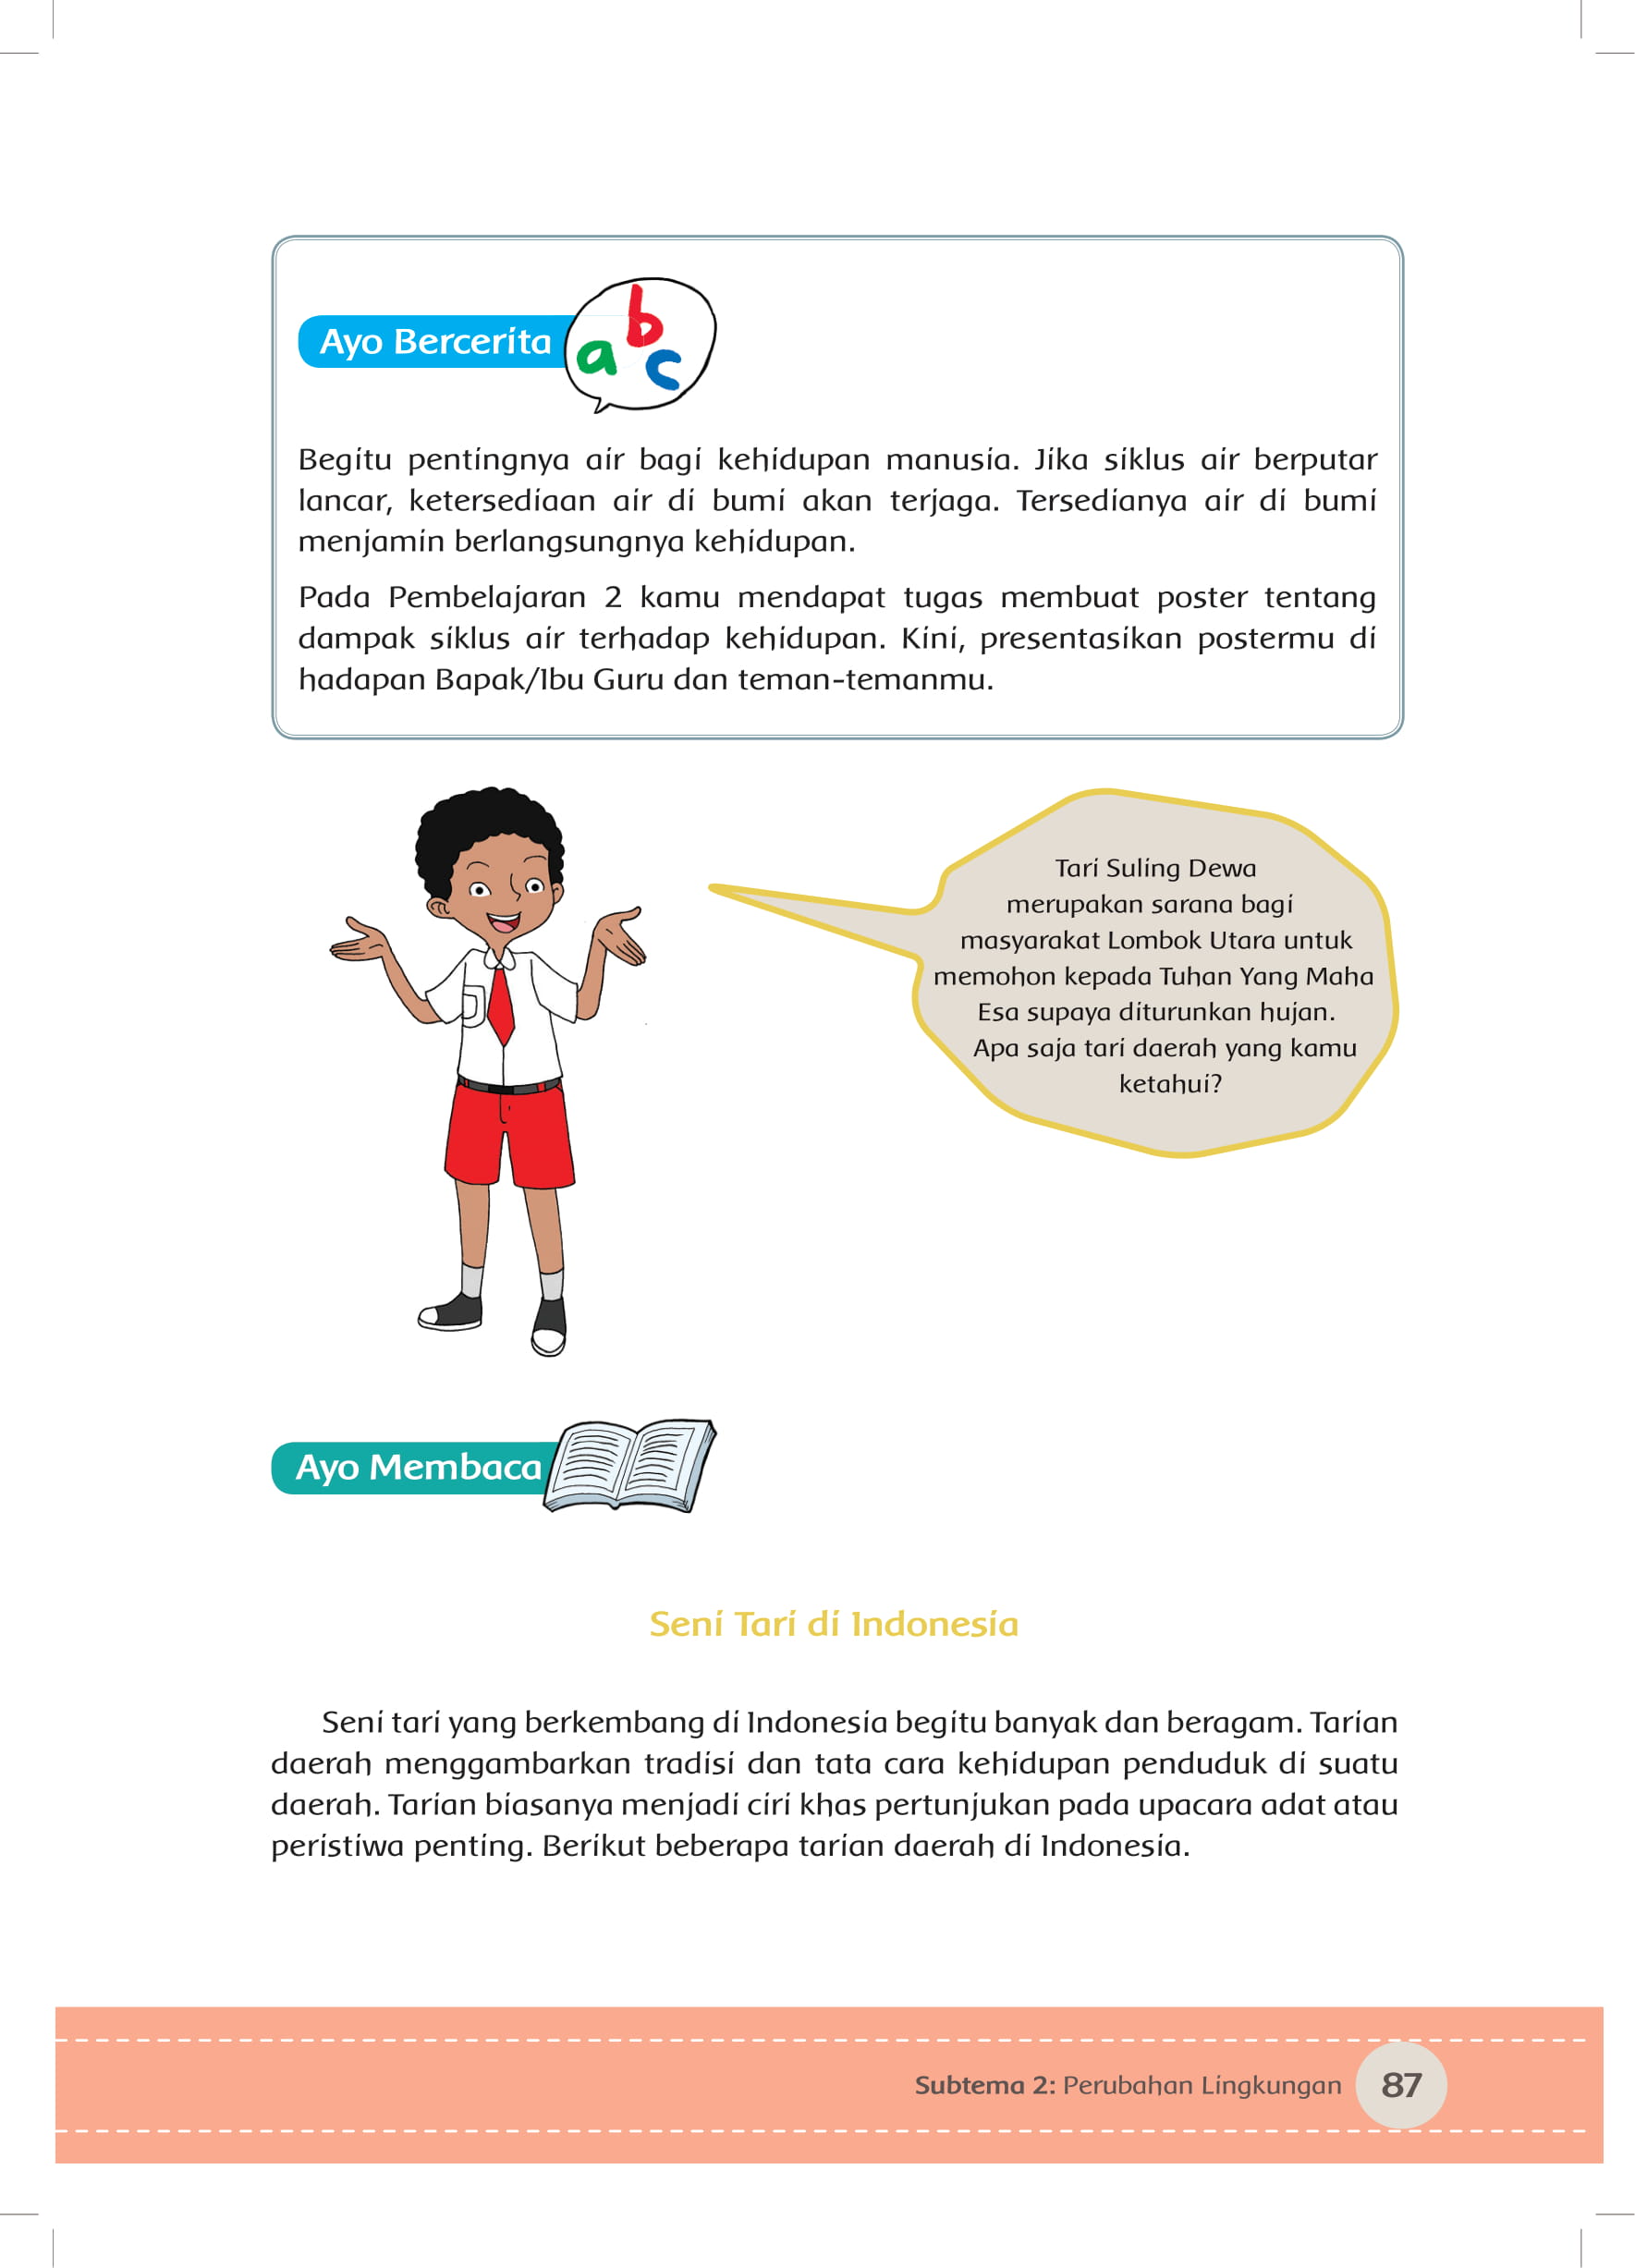 Ayo Bercerita
a b c
Begitu pentingnya air bagi kehidupan manusia. Jika siklus air berputar
lancar, ketersediaan air di bumi akan terjaga. Tersedianya air di bumi
menjamin berlangsungnya kehidupan.
Pada Pembelajaran 2 kamu mendapat tugas membuat poster tentang
dampak siklus air terhadap kehidupan. Kini, presentasikan postermu di
hadapan Bapak/Ibu Guru dan teman-temanmu.
Tari Suling Dewa
merupakan sarana bagi
masyarakat Lombok Utara untuk
memohon kepada Tuhan Yang Maha
Esa supaya diturunkan hujan.
Apa saja tari daerah yang kamu
ketahui?
Ayo Membaca
Seni Tari di Indonesia
Seni tari yang berkembang di Indonesia begitu banyak dan beragam. Tarian
daerah menggambarkan tradisi dan tata cara kehidupan penduduk di suatu
daerah. Tarian biasanya menjadi ciri khas pertunjukan pada upacara adat atau
peristiwa penting. Berikut beberapa tarian daerah di Indonesia.
Subtema 2: Perubahan Lingkungan 87